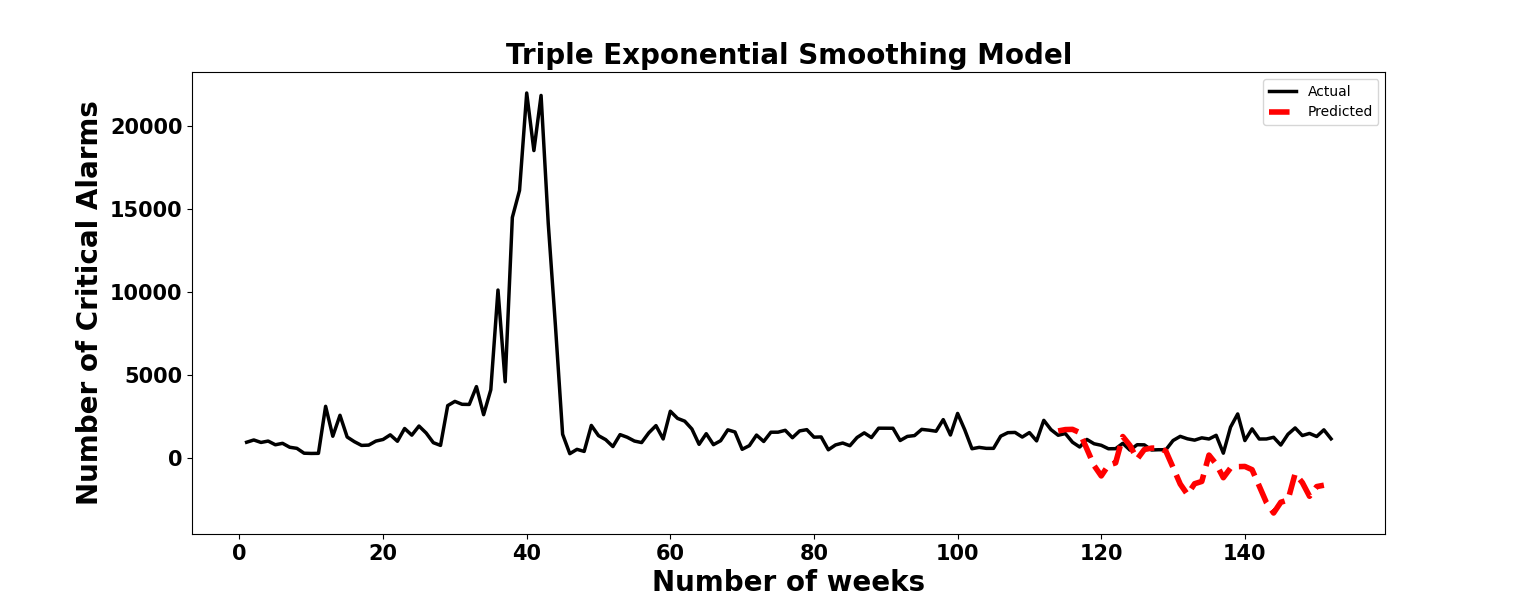 Triple Exponential Smoothing Model
Actual
Predicted
Number of Critical Alarms
20000
15000
10000
5000
0
0 20 40 60 80 100 120 140
Number of weeks